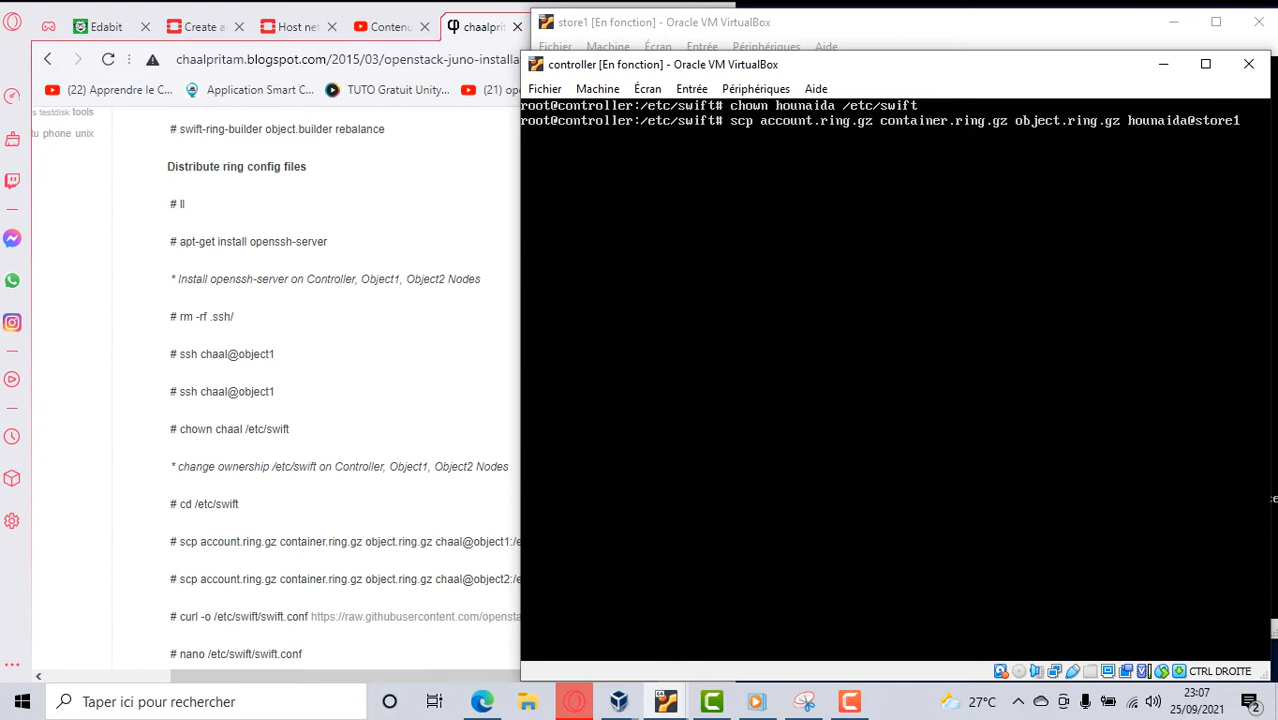 Edabit
Create a
Host net
Contenu
chaalprit
chaalpritam.blogspot.com/2015/03/openstack-juno-installa
(22) Apprendre le C...
Application Smart C...
TUTO Gratuit Unity...
(21) ope
s testdisk tools
tu phone unix
# swift-ring-builder object.builder rebalance
Distribute ring config files
# ll
# apt-get install openssh-server
* Install openssh-server on Controller, Object1, Object2 Nodes
# rm -rf .ssh/
# ssh chaal@object1
# ssh chaal@object1
# chown chaal /etc/swift
* change ownership /etc/swift on Controller, Object1, Object2 Nodes
# cd /etc/swift
# scp account.ring.gz container.ring.gz object.ring.gz chaal@object1:/e
# scp account.ring.gz container.ring.gz object.ring.gz chaal@object2:/e
# curl -o /etc/swift/swift.conf https://raw.githubusercontent.com/opensta
# nano /etc/swift/swift.conf
store1 [En fonction] - Oracle VM VirtualBox
Fichier Machine Écran Entrée Périphériques Aide
controller [En fonction] - Oracle VM VirtualBox
Fichier Machine Écran Entrée Périphériques Aide
root@controller:/etc/swift# chown hounaida /etc/swift
root@controller:/etc/swift# scp account.ring.gz container.ring.gz object.ring.gz hounaida@store1
CTRL DROITE
Taper ici pour rechercher
27°C
23:07
25/09/2021
2